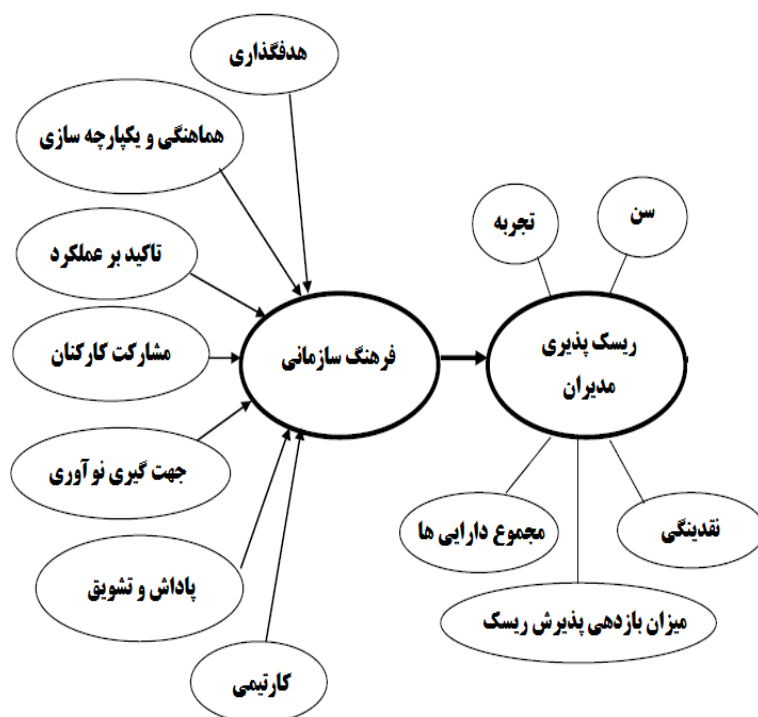 هدفگذاری
هماهنگی و یکپارچه سازی
تاکید بر عملکرد
مشارکت کارکنان
جهت گیری نوآوری
پاداش و تشویق
کارتیمی
فرهنگ سازمانی
تجربه
سن
ریسک پذیری
مدیران
مجموع دارایی ها
نقدینگی
میزان بازدهی پذیرش ریسک